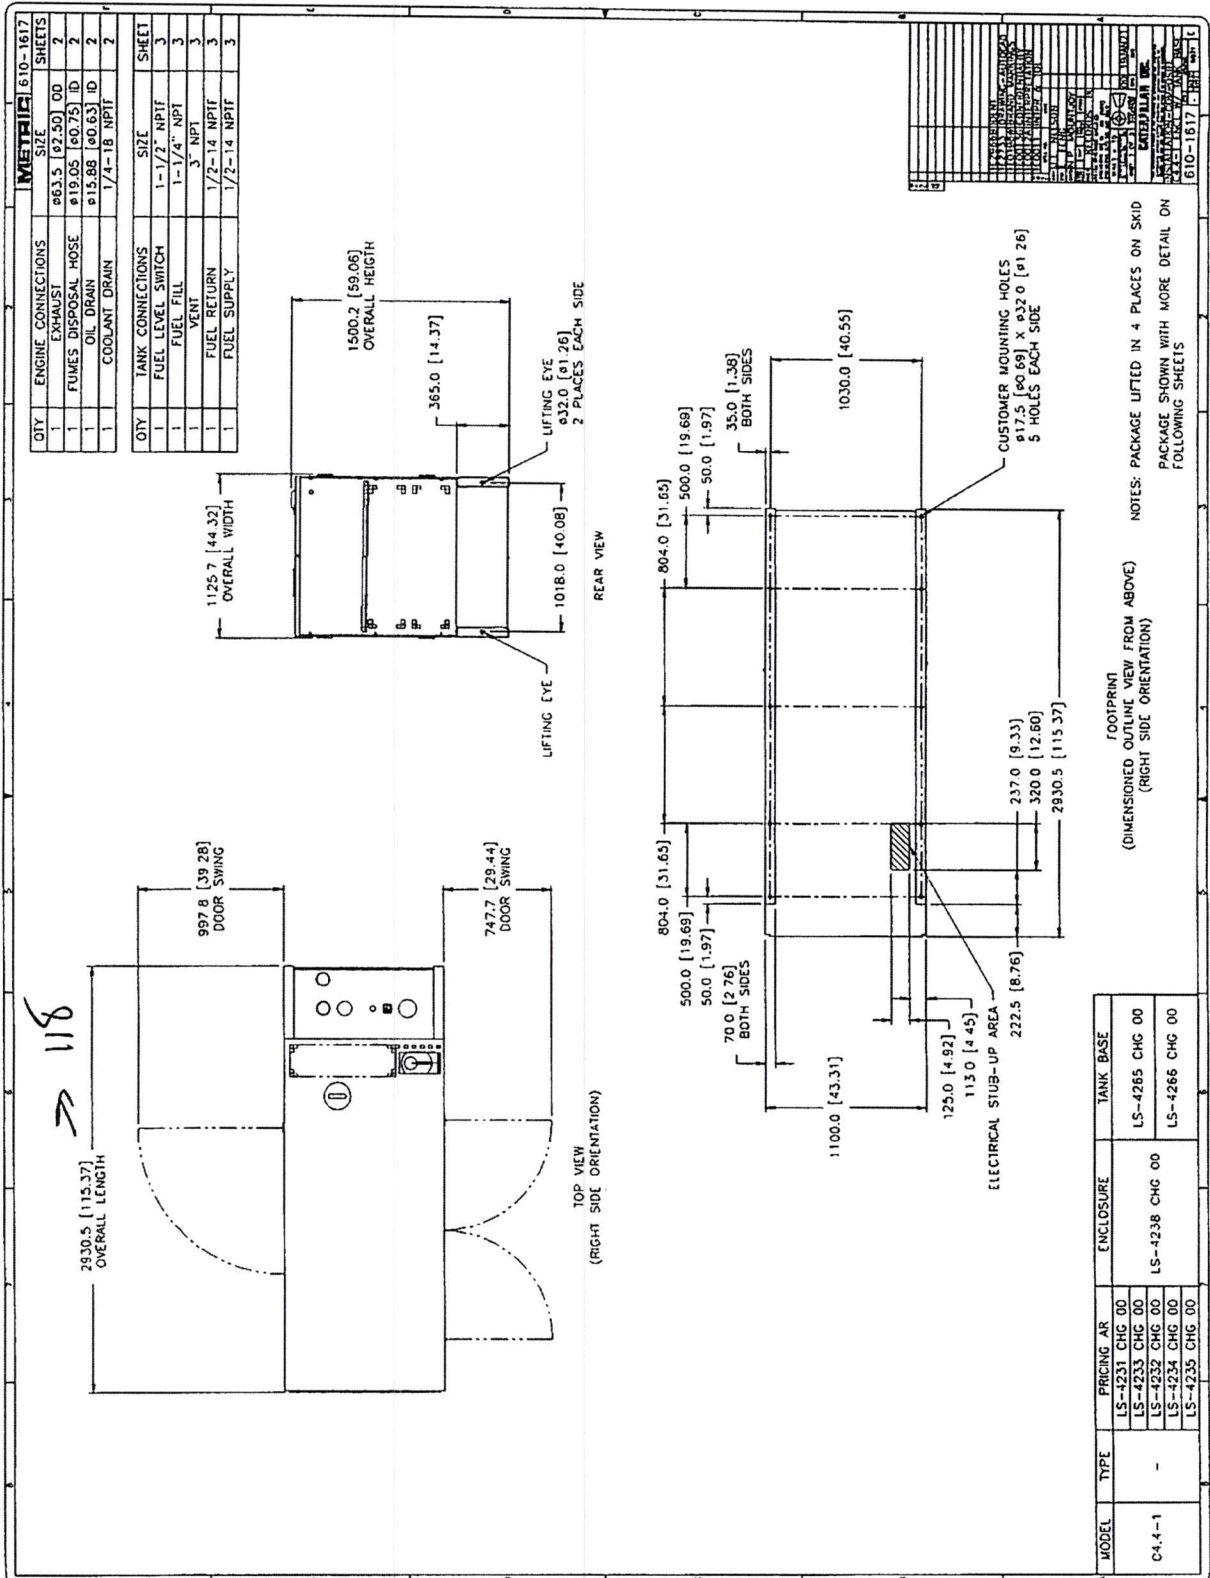 METRIC 610-1617
QTY ENGINE CONNECTIONS SIZE SHEETS
1 EXHAUST ø63.5 [ø2.50] OD 2
1 FUMES DISPOSAL HOSE ø19.05 [ø0.75] ID 2
1 OIL DRAIN ø15.88 [ø0.63] ID 2
1 COOLANT DRAIN 1/4-18 NPTF 2
QTY TANK CONNECTIONS SIZE SHEET
1 FUEL LEVEL SWITCH 1-1/2" NPTF 3
1 FUEL FILL 1-1/4" NPT 3
1 VENT 3" NPT 3
1 FUEL RETURN 1/2-14 NPTF 3
1 FUEL SUPPLY 1/2-14 NPTF 3
>> 118
2930.5 [115.37]
OVERALL LENGTH
997.8 [39.28]
DOOR SWING
747.7 [29.44]
DOOR SWING
TOP VIEW
(RIGHT SIDE ORIENTATION)
1125.7 [44.32]
OVERALL WIDTH
1500.2 [59.06]
OVERALL HEIGTH
365.0 [14.37]
LIFTING EYE
ø32.0 [ø1.26]
2 PLACES EACH SIDE
1018.0 [40.08]
LIFTING EYE
REAR VIEW
804.0 [31.65]
500.0 [19.69]
50.0 [1.97]
70.0 [2.76]
BOTH SIDES
804.0 [31.65]
500.0 [19.69]
50.0 [1.97]
35.0 [1.38]
BOTH SIDES
1100.0 [43.31]
1030.0 [40.55]
125.0 [4.92]
113.0 [4.45]
ELECTRICAL STUB-UP AREA
222.5 [8.76]
237.0 [9.33]
320.0 [12.60]
2930.5 [115.37]
CUSTOMER MOUNTING HOLES
ø17.5 [ø0.69] X ø32.0 [ø1.26]
5 HOLES EACH SIDE
FOOTPRINT
(DIMENSIONED OUTLINE VIEW FROM ABOVE)
(RIGHT SIDE ORIENTATION)
NOTES: PACKAGE LIFTED IN 4 PLACES ON SKID
PACKAGE SHOWN WITH MORE DETAIL ON
FOLLOWING SHEETS
MODEL TYPE PRICING AR ENCLOSURE TANK BASE
C4.4-1 - LS-4231 CHG 00 LS-4238 CHG 00 LS-4265 CHG 00
LS-4233 CHG 00
LS-4232 CHG 00
LS-4234 CHG 00 LS-4266 CHG 00
LS-4235 CHG 00
CATERPILLAR INC.
610-1617